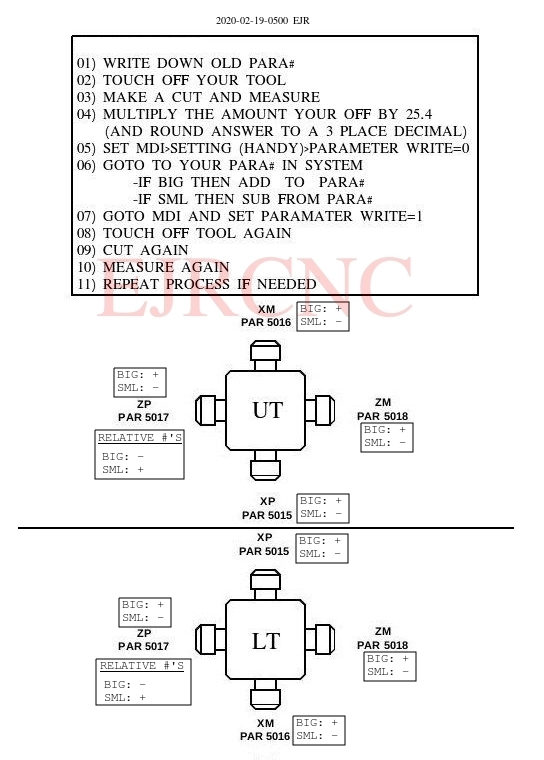 2020-02-19-0500 EJR
01) WRITE DOWN OLD PARA#
02) TOUCH OFF YOUR TOOL
03) MAKE A CUT AND MEASURE
04) MULTIPLY THE AMOUNT YOUR OFF BY 25.4
(AND ROUND ANSWER TO A 3 PLACE DECIMAL)
05) SET MDI>SETTING (HANDY)>PARAMETER WRITE=0
06) GOTO TO YOUR PARA# IN SYSTEM
-IF BIG THEN ADD TO PARA#
-IF SML THEN SUB FROM PARA#
07) GOTO MDI AND SET PARAMATER WRITE=1
08) TOUCH OFF TOOL AGAIN
09) CUT AGAIN
10) MEASURE AGAIN
11) REPEAT PROCESS IF NEEDED
EJRCNC
XM
PAR 5016
BIG: +
SML: -
BIG: +
SML: -
ZP
PAR 5017
RELATIVE #'S
BIG: -
SML: +
UT
ZM
PAR 5018
BIG: +
SML: -
XP
PAR 5015
BIG: +
SML: -
XP
PAR 5015
BIG: +
SML: -
BIG: +
SML: -
ZP
PAR 5017
RELATIVE #'S
BIG: -
SML: +
LT
ZM
PAR 5018
BIG: +
SML: -
XM
PAR 5016
BIG: +
SML: -